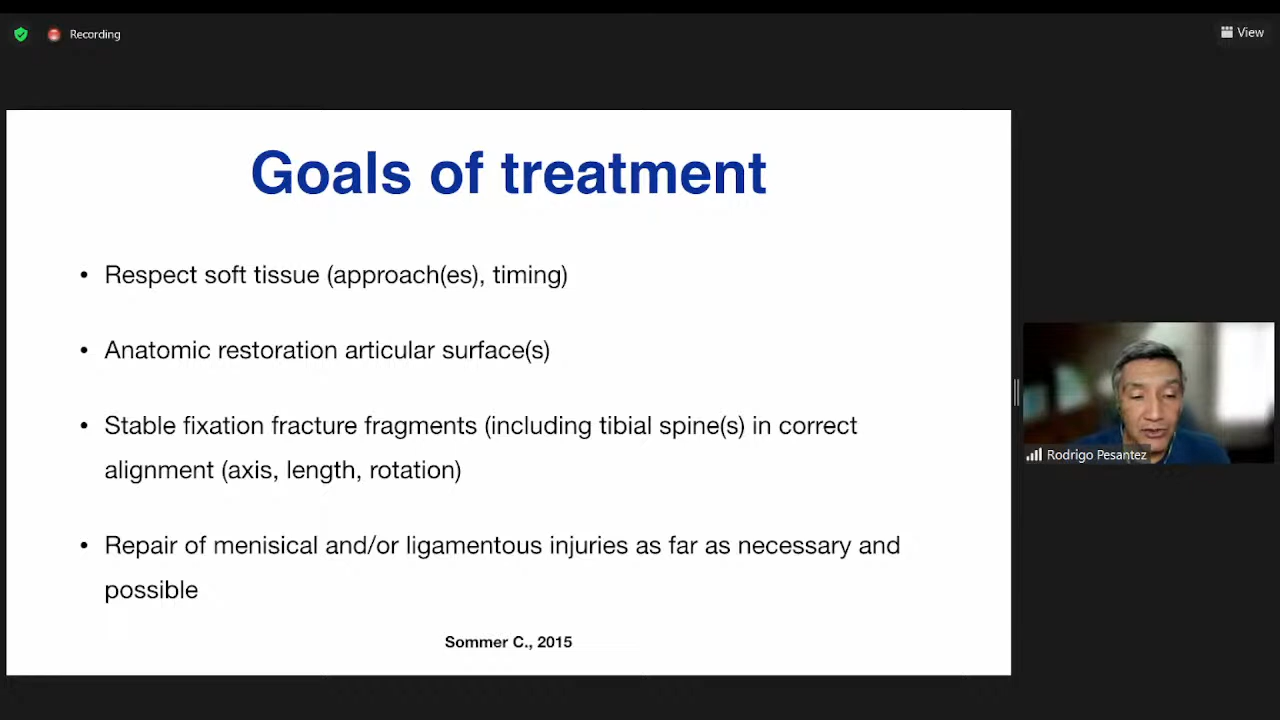 Recording
View
Goals of treatment
• Respect soft tissue (approach(es), timing)
• Anatomic restoration articular surface(s)
• Stable fixation fracture fragments (including tibial spine(s) in correct
alignment (axis, length, rotation)
• Repair of menisical and/or ligamentous injuries as far as necessary and
possible
Sommer C., 2015
Rodrigo Pesantez